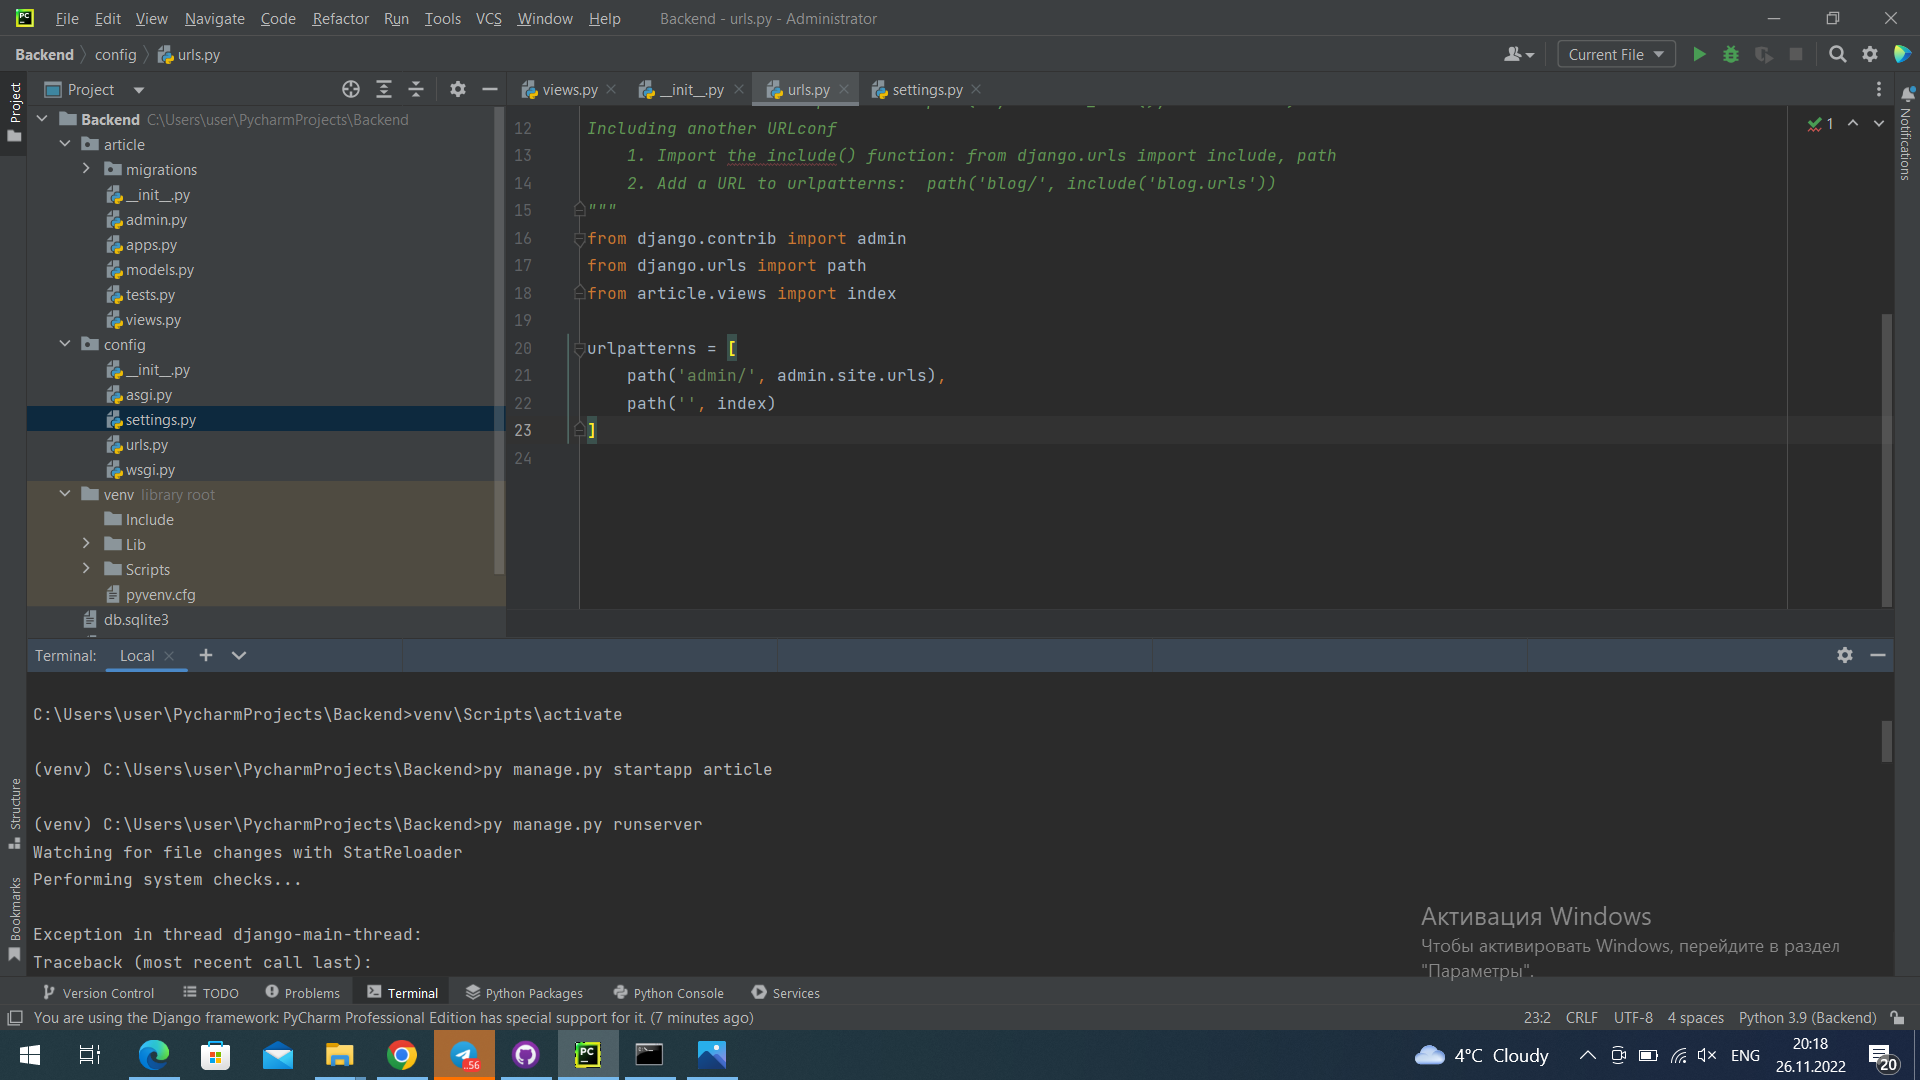 File Edit View Navigate Code Refactor Run Tools VCS Window Help Backend - urls.py - Administrator
Backend config urls.py Current File
Project views.py __init__.py urls.py settings.py
Project
Notifications
Structure
Bookmarks
Backend C:\Users\user\PycharmProjects\Backend
article
migrations
__init__.py
admin.py
apps.py
models.py
tests.py
views.py
config
__init__.py
asgi.py
settings.py
urls.py
wsgi.py
venv library root
Include
Lib
Scripts
pyvenv.cfg
db.sqlite3
12 Including another URLconf
13 1. Import the include() function: from django.urls import include, path
14 2. Add a URL to urlpatterns:  path('blog/', include('blog.urls'))
15 """
16 from django.contrib import admin
17 from django.urls import path
18 from article.views import index
19
20 urlpatterns = [
21 path('admin/', admin.site.urls),
22 path('', index)
23 ]
24
1
Terminal: Local
C:\Users\user\PycharmProjects\Backend>venv\Scripts\activate
(venv) C:\Users\user\PycharmProjects\Backend>py manage.py startapp article
(venv) C:\Users\user\PycharmProjects\Backend>py manage.py runserver
Watching for file changes with StatReloader
Performing system checks...
Exception in thread django-main-thread:
Traceback (most recent call last):
Активация Windows
Чтобы активировать Windows, перейдите в раздел
"Параметры".
Version Control TODO Problems Terminal Python Packages Python Console Services
You are using the Django framework: PyCharm Professional Edition has special support for it. (7 minutes ago) 23:2 CRLF UTF-8 4 spaces Python 3.9 (Backend)
..56
PC
4°C Cloudy ENG 20:18
26.11.2022
20